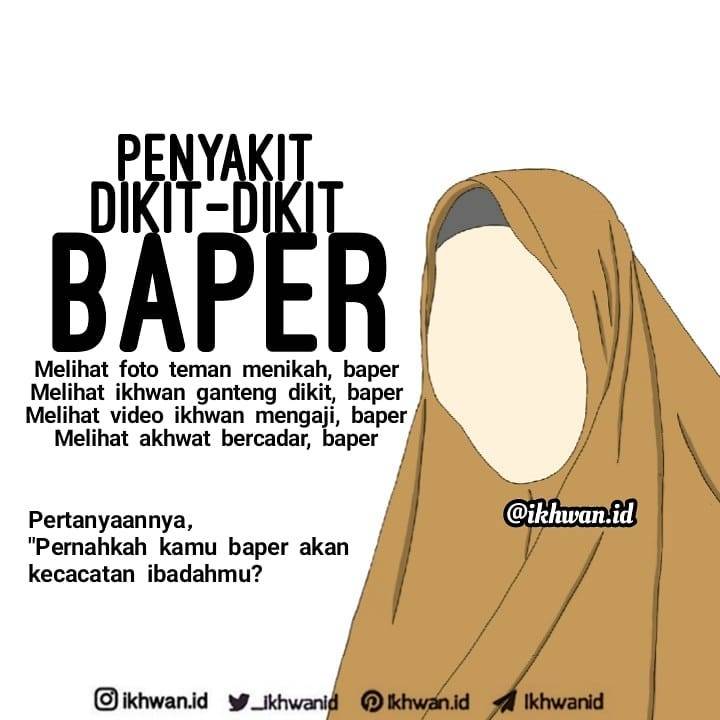 PENYAKIT
DIKIT-DIKIT
BAPER
Melihat foto teman menikah, baper
Melihat ikhwan ganteng dikit, baper
Melihat video ikhwan mengaji, baper
Melihat akhwat bercadar, baper
@ikhwan.id
Pertanyaannya,
"Pernahkah kamu baper akan
kecacatan ibadahmu?
ikhwan.id _Ikhwanid Ikhwan.id Ikhwanid